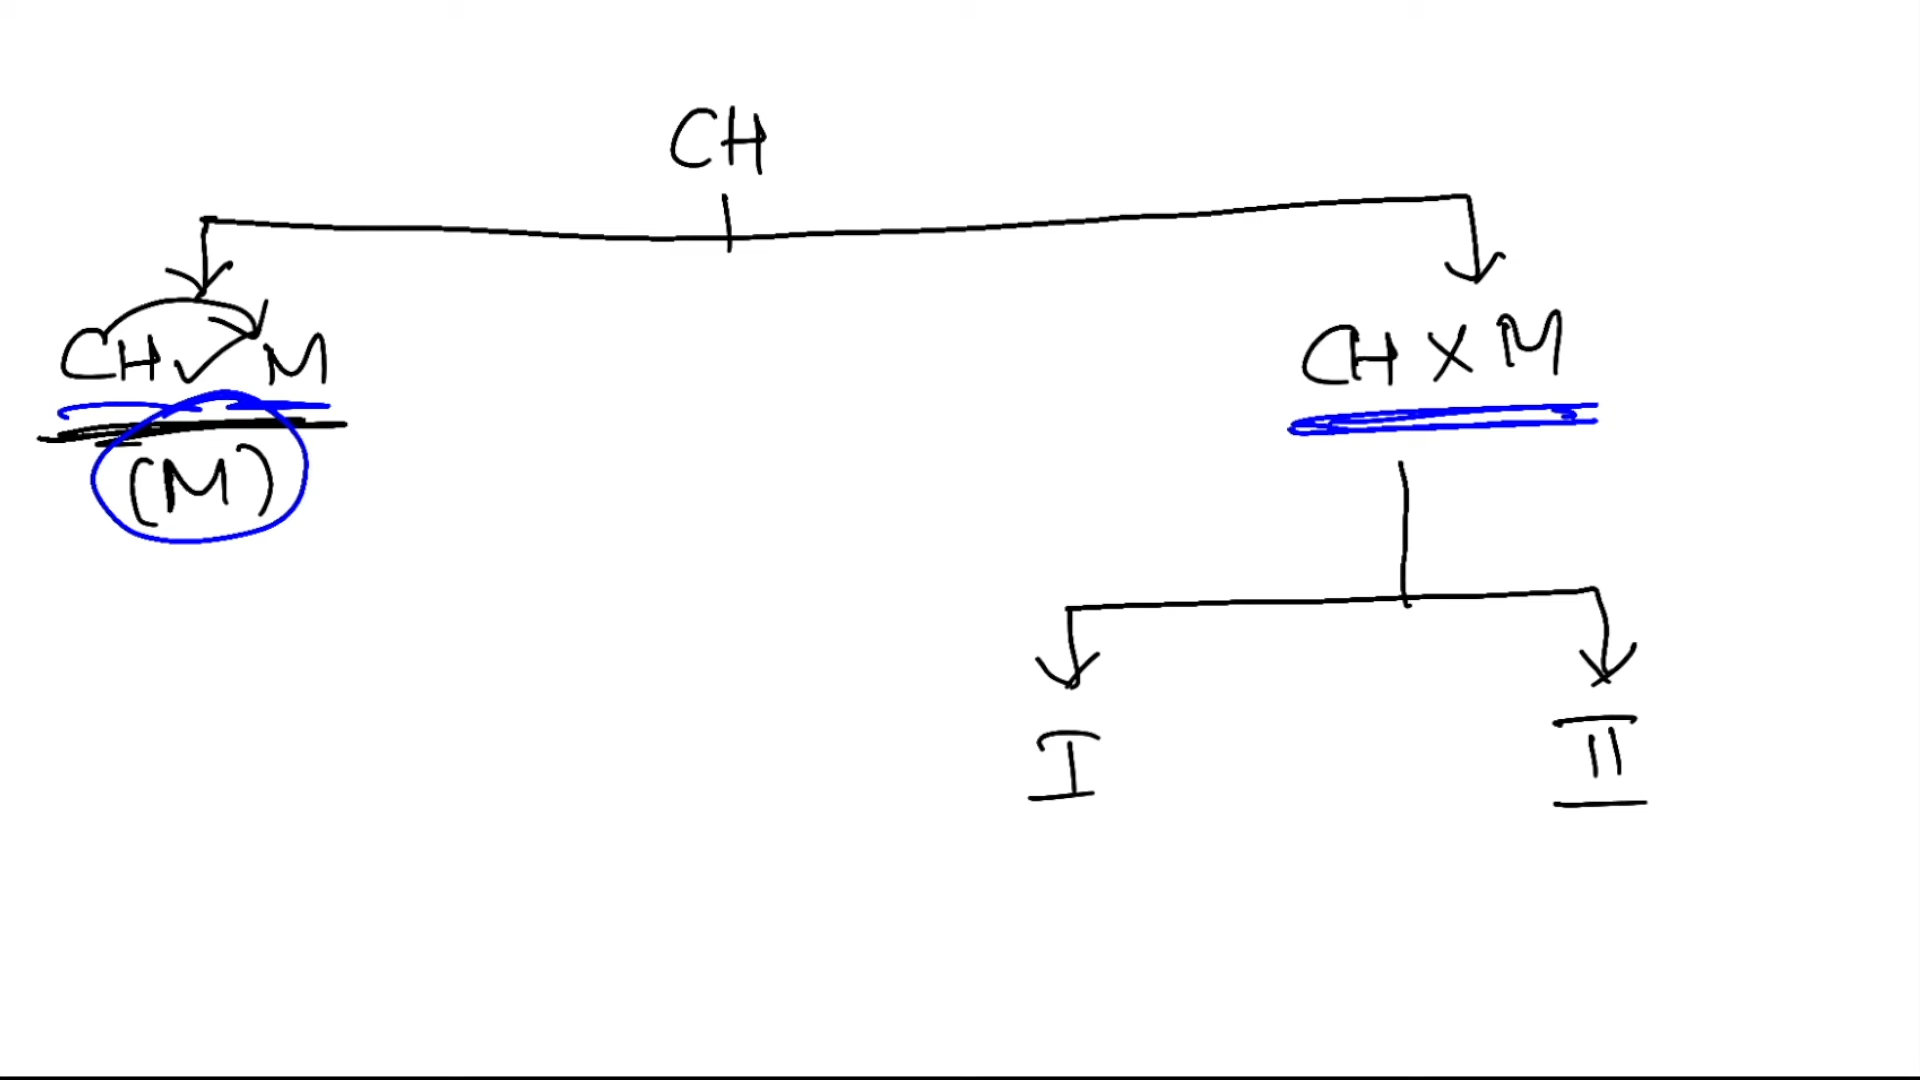 CH
CH ✓ M
CH X M
(M)
I
II